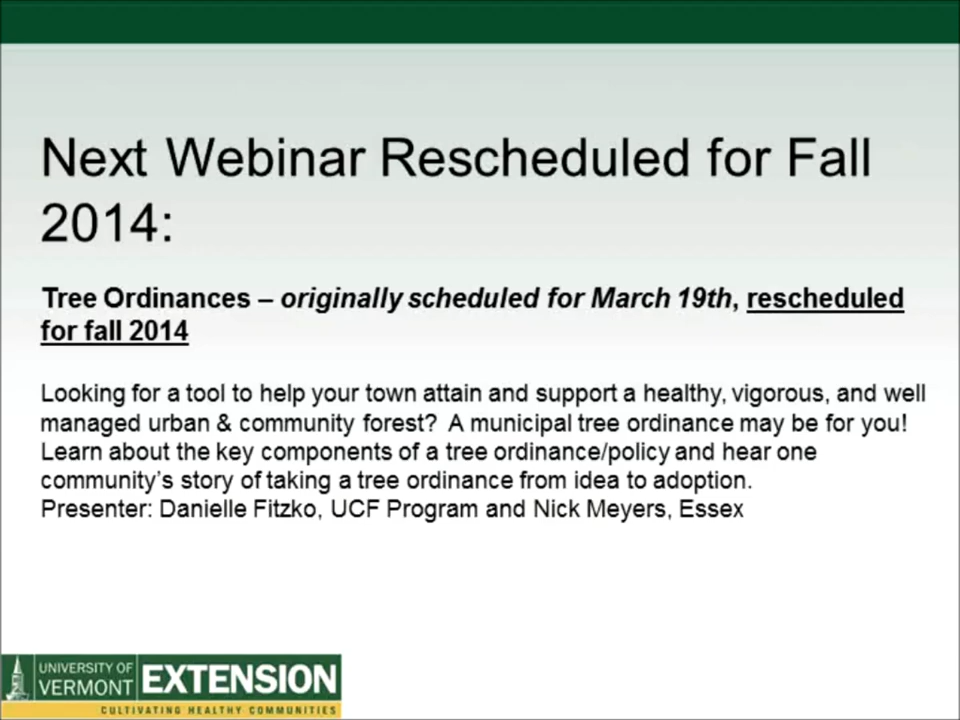 Next Webinar Rescheduled for Fall
2014:
Tree Ordinances – originally scheduled for March 19th, rescheduled
for fall 2014
Looking for a tool to help your town attain and support a healthy, vigorous, and well
managed urban & community forest?  A municipal tree ordinance may be for you!
Learn about the key components of a tree ordinance/policy and hear one
community's story of taking a tree ordinance from idea to adoption.
Presenter: Danielle Fitzko, UCF Program and Nick Meyers, Essex
UNIVERSITY OF
VERMONT EXTENSION
CULTIVATING HEALTHY COMMUNITIES